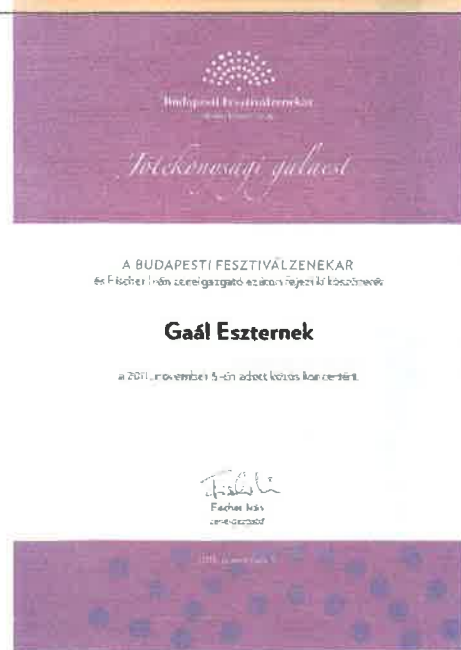 Budapesti Fesztiválzenekar
Jótékonysági gálaest
A BUDAPESTI FESZTIVÁLZENEKAR
és Fischer Iván zeneigazgató ezúton fejezi ki köszönetét
Gaál Eszternek
a 2011. november 5-én adott közös koncertért.
Fischer Iván
zeneigazgató